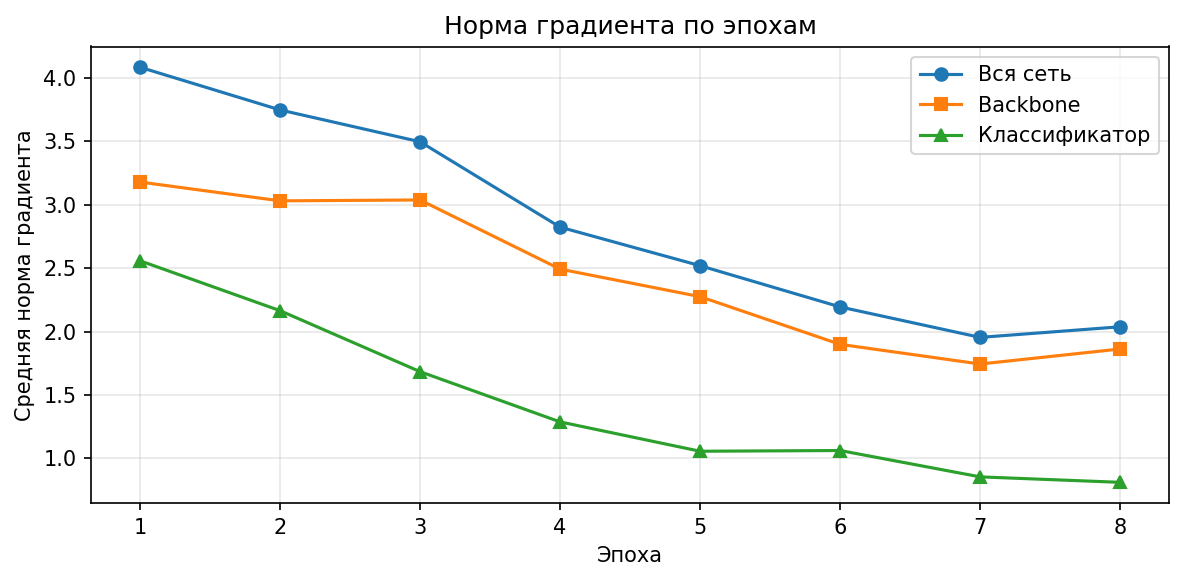 Норма градиента по эпохам
Средняя норма градиента
4.0
3.5
3.0
2.5
2.0
1.5
1.0
Вся сеть
Backbone
Классификатор
1 2 3 4 5 6 7 8
Эпоха